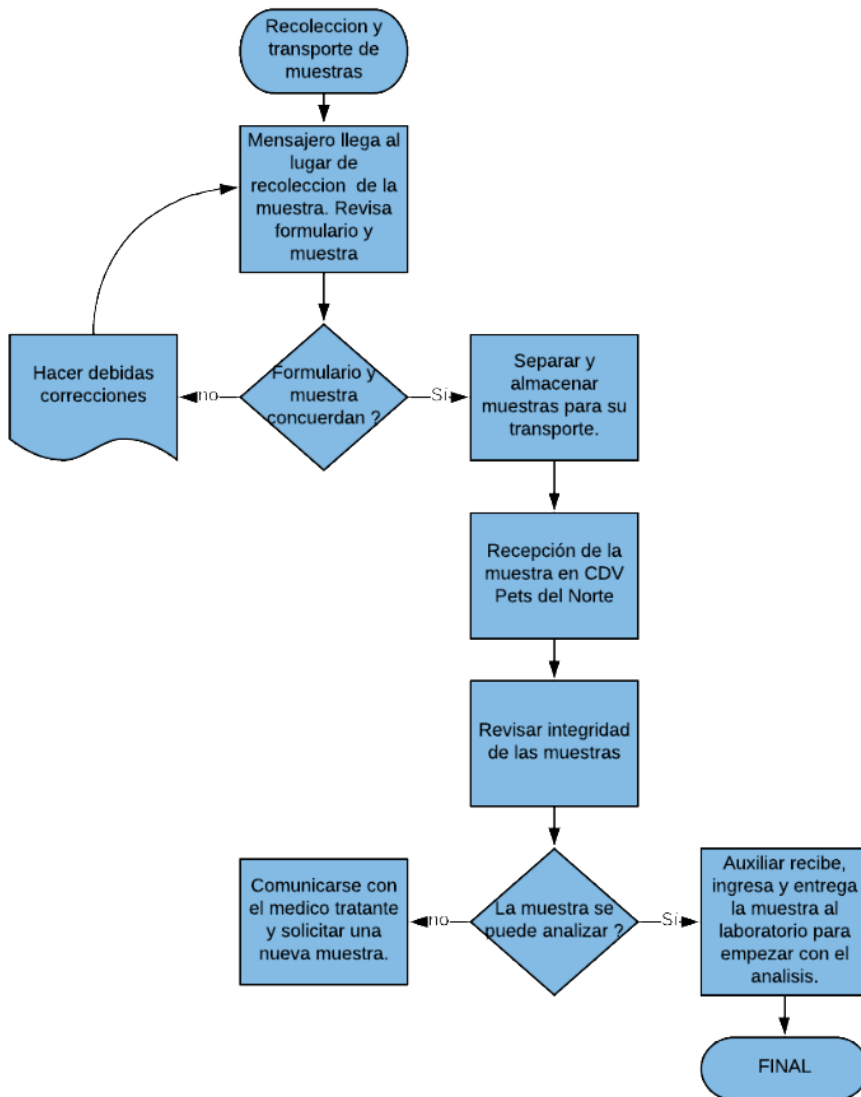 Recoleccion y
transporte de
muestras
Mensajero llega al
lugar de
recoleccion de la
muestra. Revisa
formulario y
muestra
Hacer debidas
correcciones
no
Formulario y
muestra
concuerdan ?
Sí
Separar y
almacenar
muestras para su
transporte.
Recepción de la
muestra en CDV
Pets del Norte
Revisar integridad
de las muestras
Comunicarse con
el medico tratante
y solicitar una
nueva muestra.
no
La muestra se
puede analizar ?
Sí
Auxiliar recibe,
ingresa y entrega
la muestra al
laboratorio para
empezar con el
analisis.
FINAL